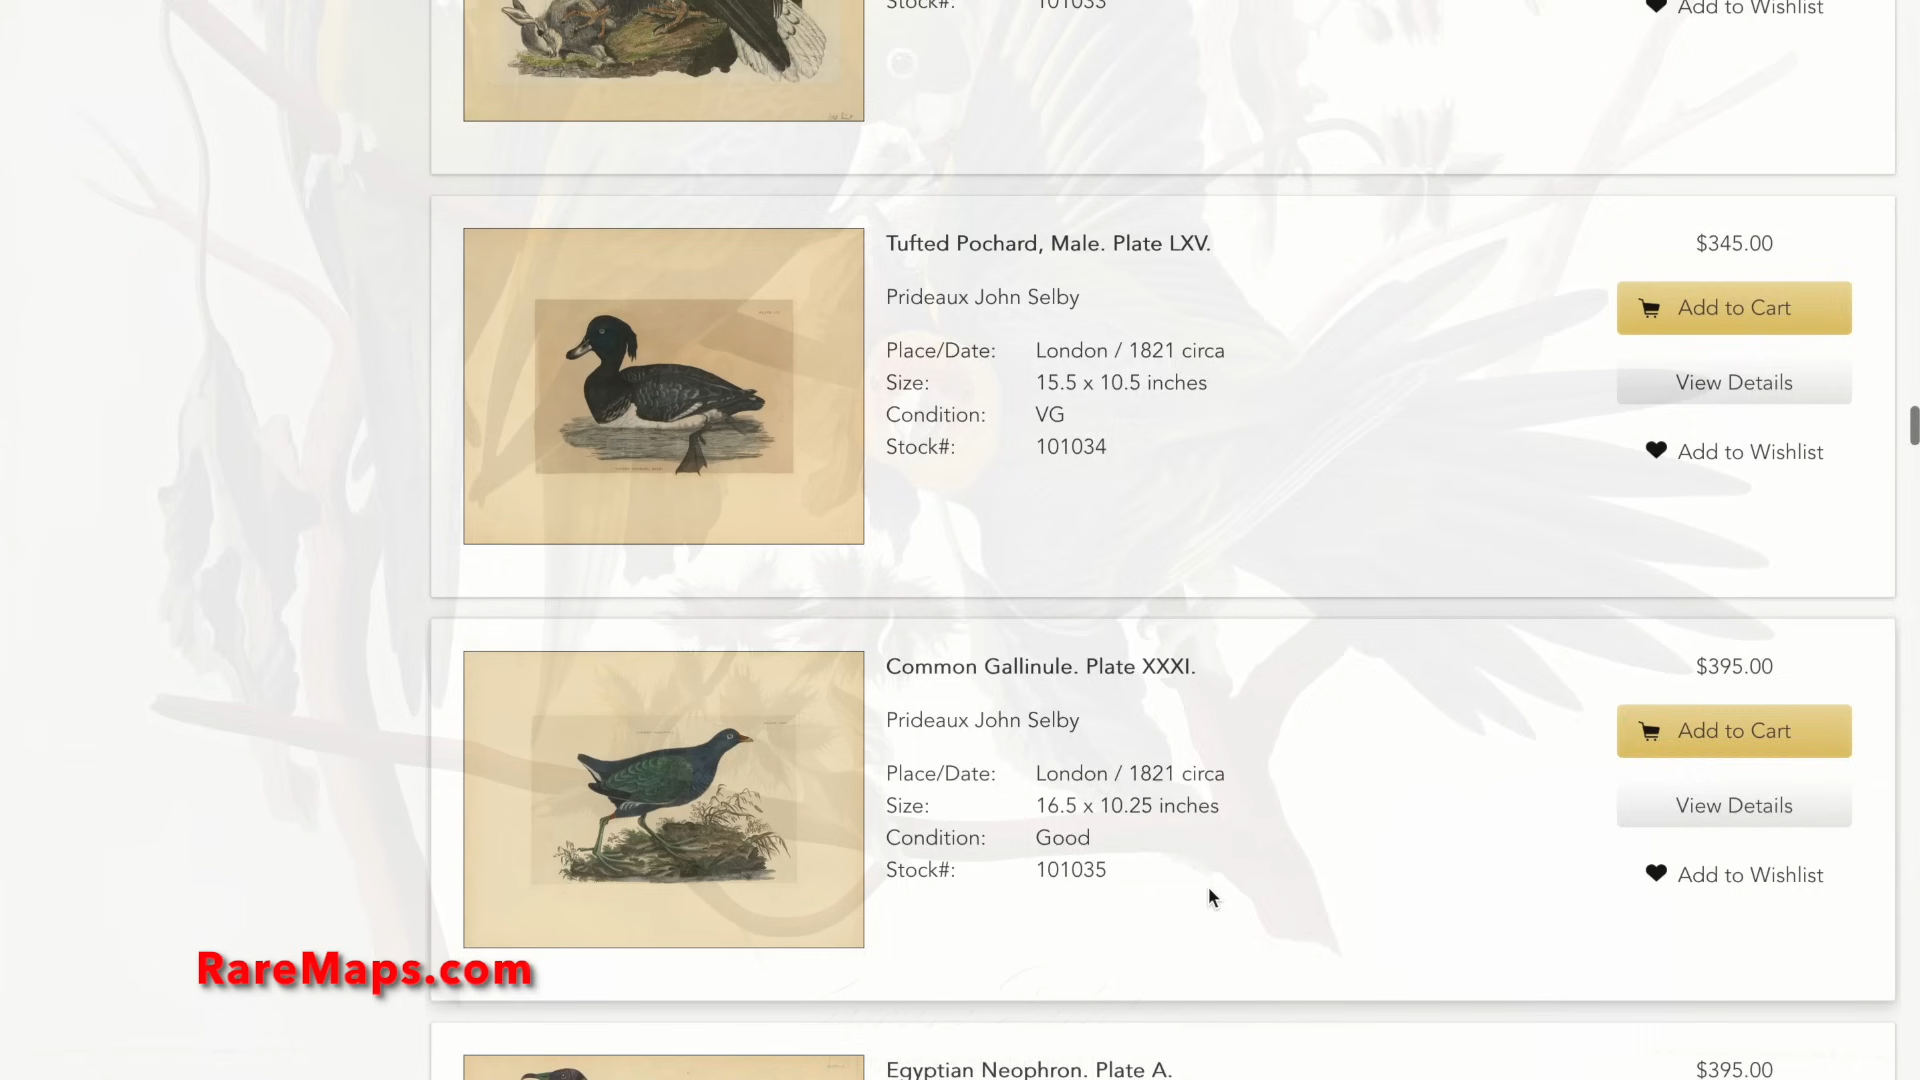 Stock#: 101033
Add to Wishlist
Tufted Pochard, Male. Plate LXV.
$345.00
Prideaux John Selby
Add to Cart
Place/Date: London / 1821 circa
Size: 15.5 x 10.5 inches
View Details
Condition: VG
Stock#: 101034
Add to Wishlist
Common Gallinule. Plate XXXI.
$395.00
Prideaux John Selby
Add to Cart
Place/Date: London / 1821 circa
Size: 16.5 x 10.25 inches
View Details
Condition: Good
Stock#: 101035
Add to Wishlist
RareMaps.com
Egyptian Neophron. Plate A.
$395.00